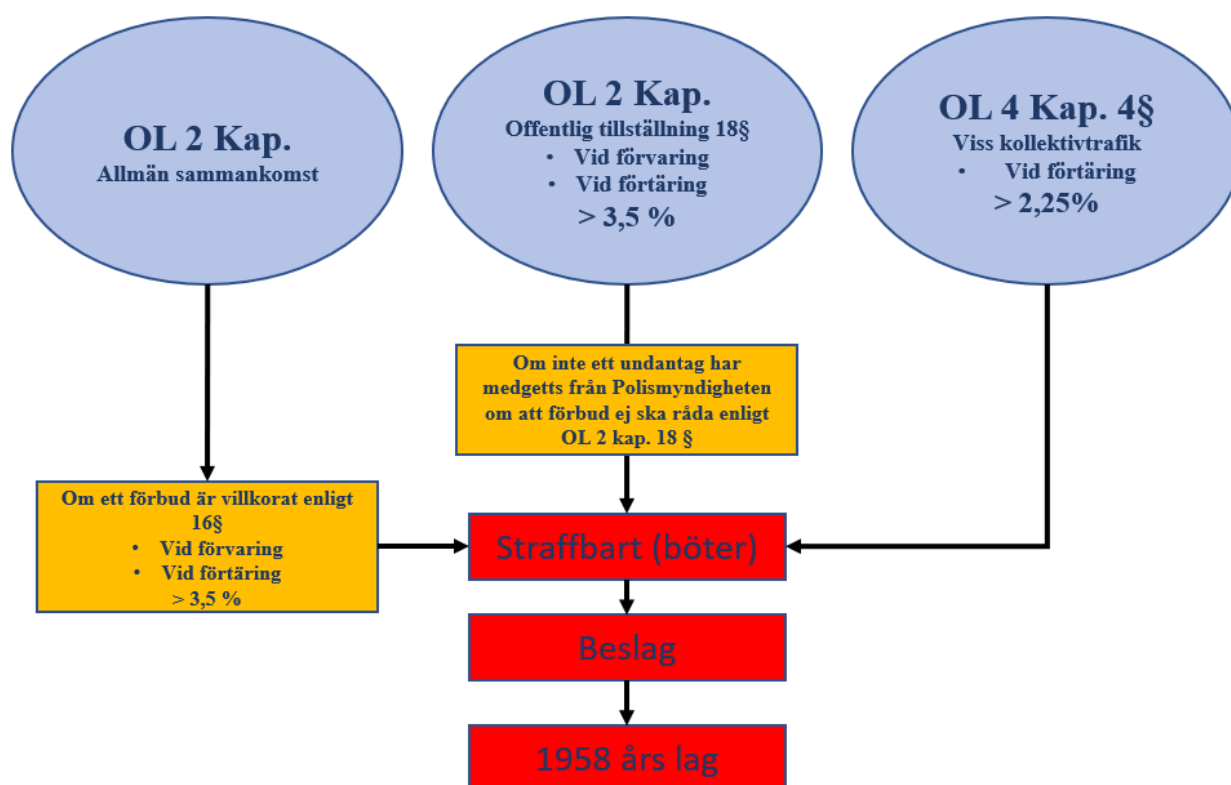 OL 2 Kap.
Allmän sammankomst
OL 2 Kap.
Offentlig tillställning 18§
• Vid förvaring
• Vid förtäring
> 3,5 %
OL 4 Kap. 4§
Viss kollektivtrafik
• Vid förtäring
> 2,25%
Om inte ett undantag har
medgetts från Polismyndigheten
om att förbud ej ska råda enligt
OL 2 kap. 18 §
Om ett förbud är villkorat enligt
16§
• Vid förvaring
• Vid förtäring
> 3,5 %
Straffbart (böter)
Beslag
1958 års lag